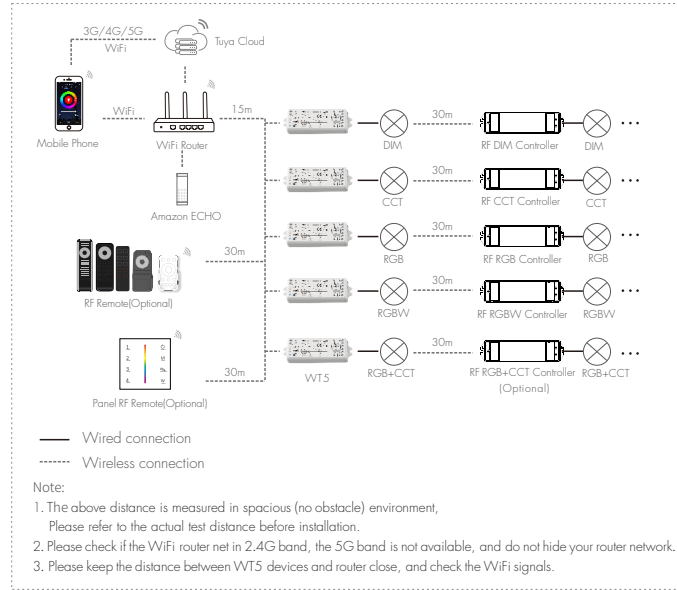 3G/4G/5G
WiFi
Tuya Cloud
WiFi
15m
30m
Mobile Phone
WiFi Router
DIM
RF DIM Controller
DIM
Amazon ECHO
30m
CCT
RF CCT Controller
CCT
30m
30m
RGB
RF RGB Controller
RGB
RF Remote(Optional)
30m
RGBW
RF RGBW Controller
RGBW
1.
2.
3.
4.
30m
30m
WT5
RGB+CCT
RF RGB+CCT Controller
(Optional)
RGB+CCT
Panel RF Remote(Optional)
Wired connection
Wireless connection
Note:
1. The above distance is measured in spacious (no obstacle) environment,
Please refer to the actual test distance before installation.
2. Please check if the WiFi router net in 2.4G band, the 5G band is not available, and do not hide your router network.
3. Please keep the distance between WT5 devices and router close, and check the WiFi signals.